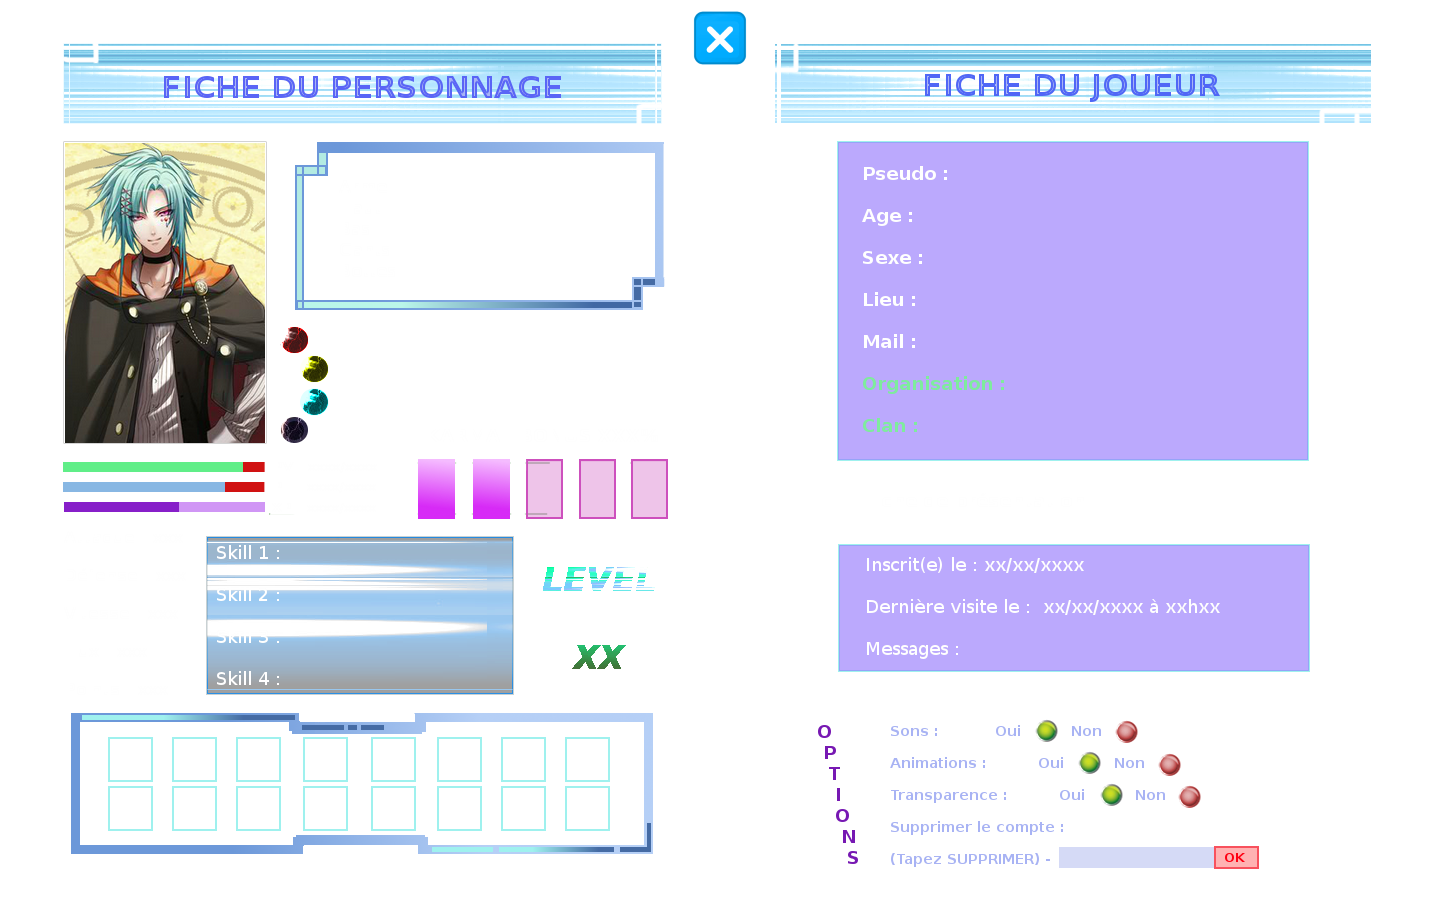 FICHE DU PERSONNAGE
Skill 1 :
Skill 2 :
Skill 3 :
Skill 4 :
LEVEL
XX
FICHE DU JOUEUR
Pseudo :
Age :
Sexe :
Lieu :
Mail :
Organisation :
Clan :
Inscrit(e) le : xx/xx/xxxx
Dernière visite le : xx/xx/xxxx à xxhxx
Messages :
OPTIONS
Sons : Oui Non
Animations : Oui Non
Transparence : Oui Non
Supprimer le compte :
(Tapez SUPPRIMER) - OK